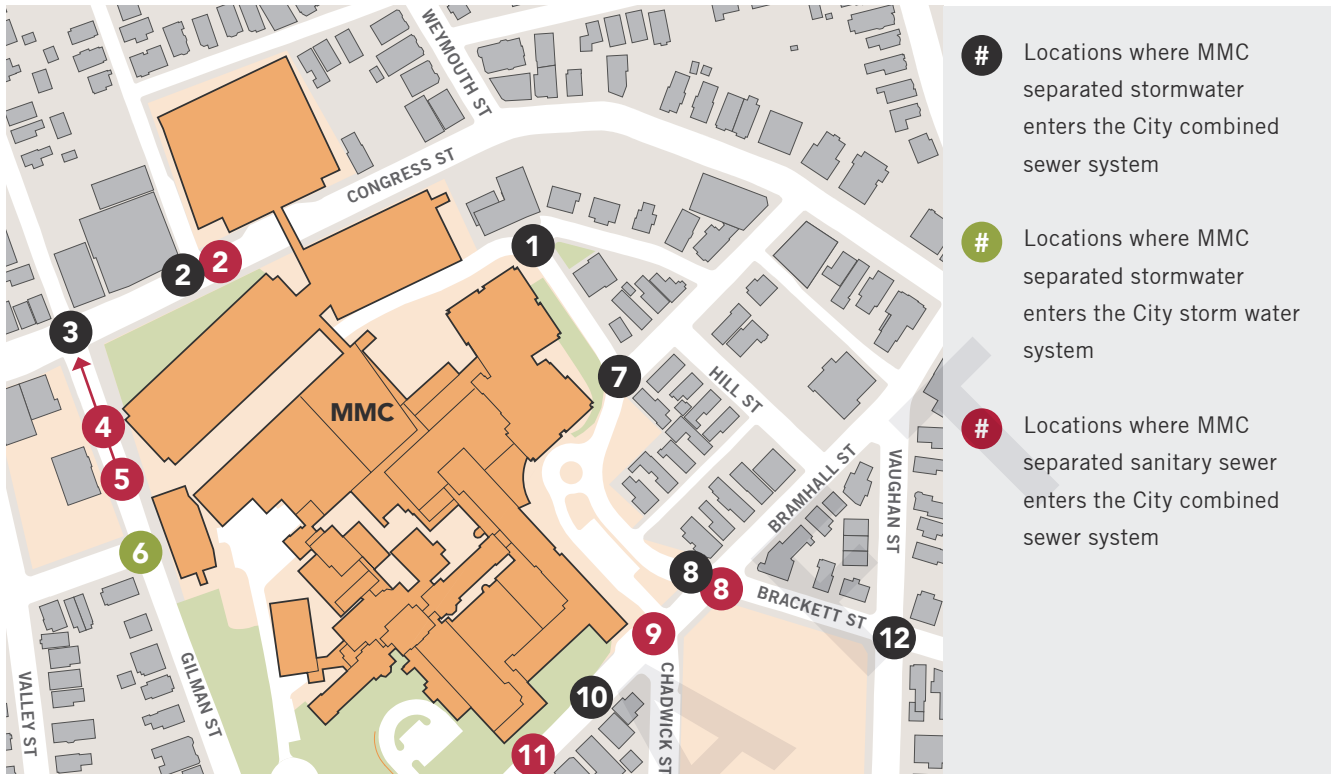 WEYMOUTH ST
CONGRESS ST
1
2
2
3
7
HILL ST
MMC
4
5
BRAMHALL ST
VAUGHAN ST
6
8
8
BRACKETT ST
9
12
VALLEY ST
GILMAN ST
CHADWICK ST
10
11
# Locations where MMC
separated stormwater
enters the City combined
sewer system
# Locations where MMC
separated stormwater
enters the City storm water
system
# Locations where MMC
separated sanitary sewer
enters the City combined
sewer system